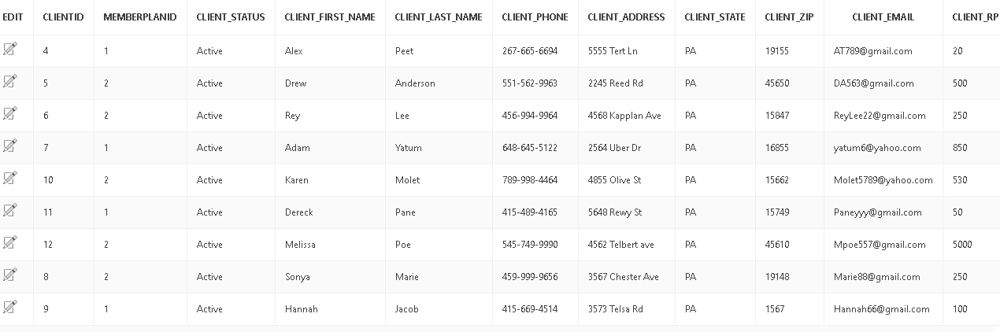 EDIT CLIENTID MEMBERPLANID CLIENT_STATUS CLIENT_FIRST_NAME CLIENT_LAST_NAME CLIENT_PHONE CLIENT_ADDRESS CLIENT_STATE CLIENT_ZIP CLIENT_EMAIL CLIENT_RP
4 1 Active Alex Peet 267-665-6694 5555 Tert Ln PA 19155 AT789@gmail.com 20
5 2 Active Drew Anderson 551-562-9963 2245 Reed Rd PA 45650 DA563@gmail.com 500
6 2 Active Rey Lee 456-994-9964 4568 Kapplan Ave PA 15847 ReyLee22@gmail.com 250
7 1 Active Adam Yatum 648-645-5122 2564 Uber Dr PA 16855 yatum6@yahoo.com 850
10 2 Active Karen Molet 789-998-4464 4855 Olive St PA 15662 Molet5789@yahoo.com 530
11 1 Active Dereck Pane 415-489-4165 5648 Rewy St PA 15749 Paneyyy@gmail.com 50
12 2 Active Melissa Poe 545-749-9990 4562 Telbert ave PA 45610 Mpoe557@gmail.com 5000
8 2 Active Sonya Marie 459-999-9656 3567 Chester Ave PA 19148 Marie88@gmail.com 250
9 1 Active Hannah Jacob 415-669-4514 3573 Telsa Rd PA 1567 Hannah66@gmail.com 100